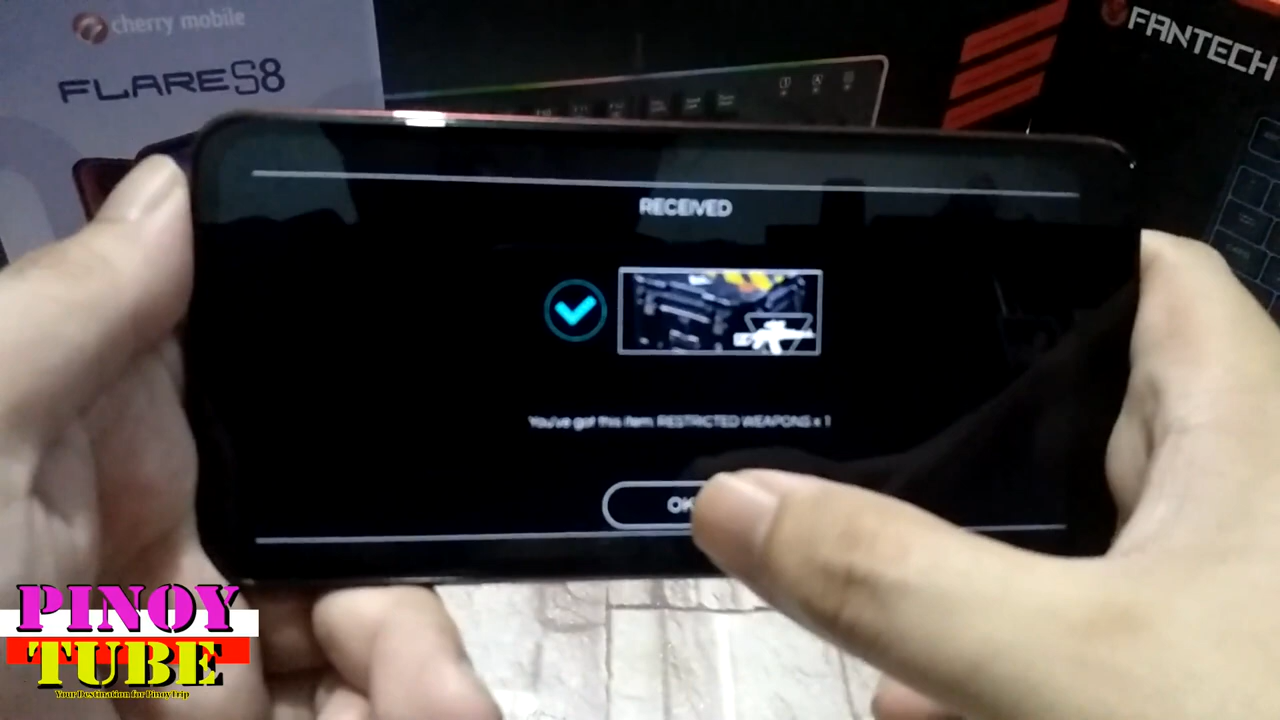 cherry mobile
FLARE S8
FANTECH
RECEIVED
You've got this item: RESTRICTED WEAPONS x 1
OK
PINOY
TUBE
Your Destination for PinoyTrip